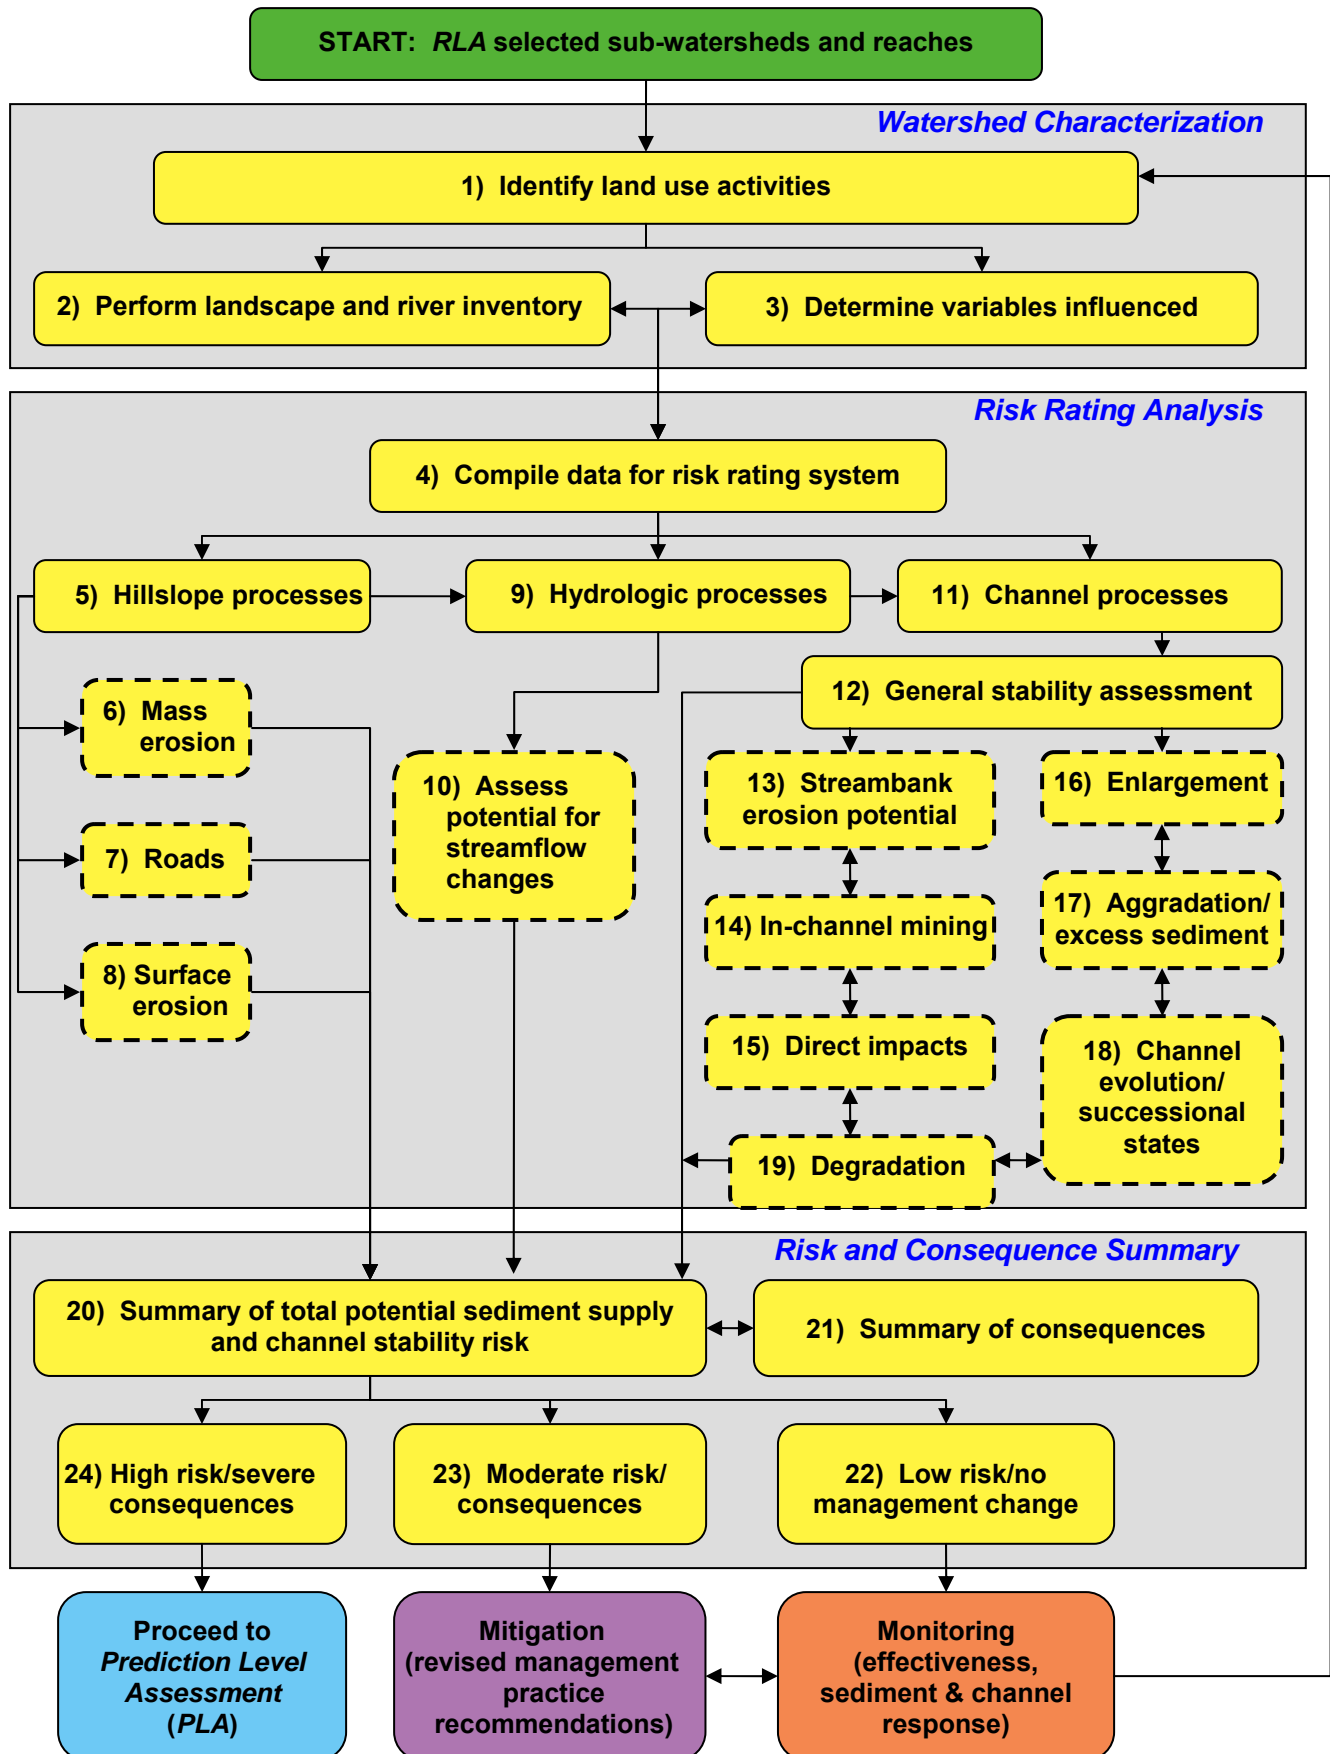 START: RLA selected sub-watersheds and reaches
Watershed Characterization
1) Identify land use activities
2) Perform landscape and river inventory
3) Determine variables influenced
Risk Rating Analysis
4) Compile data for risk rating system
5) Hillslope processes
9) Hydrologic processes
11) Channel processes
6) Mass
erosion
7) Roads
8) Surface
erosion
10) Assess
potential for
streamflow
changes
12) General stability assessment
13) Streambank
erosion potential
14) In-channel mining
15) Direct impacts
16) Enlargement
17) Aggradation/
excess sediment
18) Channel
evolution/
successional
states
19) Degradation
Risk and Consequence Summary
20) Summary of total potential sediment supply
and channel stability risk
21) Summary of consequences
24) High risk/severe
consequences
23) Moderate risk/
consequences
22) Low risk/no
management change
Proceed to
Prediction Level
Assessment
(PLA)
Mitigation
(revised management
practice
recommendations)
Monitoring
(effectiveness,
sediment & channel
response)